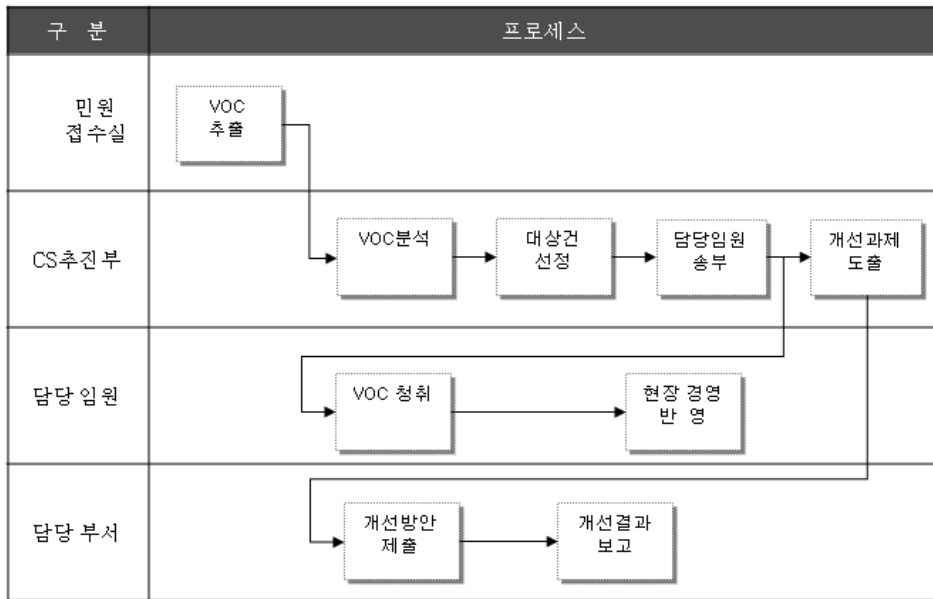 구 분
프로세스
민원
접수실
VOC
추출
CS추진부
VOC분석
대상건
선정
담당임원
송부
개선과제
도출
담당 임원
VOC 청취
현장 경영
반 영
담당 부서
개선방안
제출
개선결과
보고